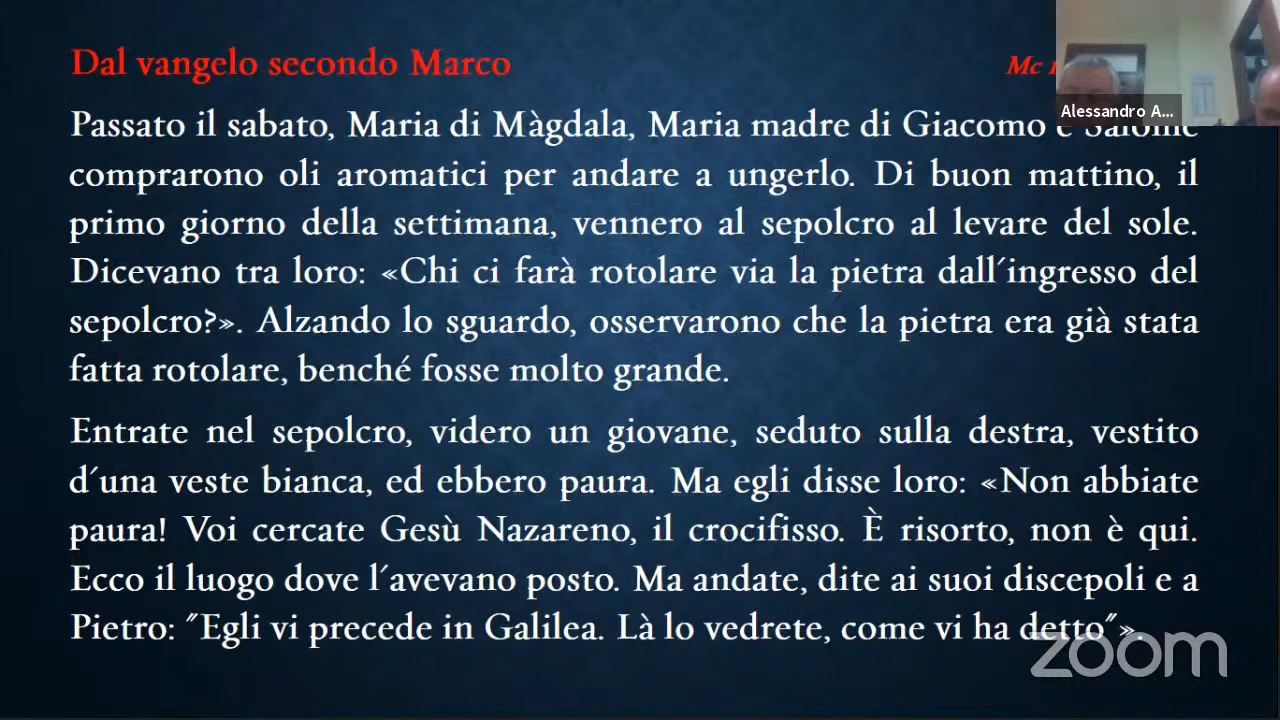 Dal vangelo secondo Marco
Mc
Alessandro A...
Passato il sabato, Maria di Màgdala, Maria madre di Giacomo e Salome
comprarono oli aromatici per andare a ungerlo. Di buon mattino, il
primo giorno della settimana, vennero al sepolcro al levare del sole.
Dicevano tra loro: «Chi ci farà rotolare via la pietra dall´ingresso del
sepolcro?». Alzando lo sguardo, osservarono che la pietra era già stata
fatta rotolare, benché fosse molto grande.
Entrate nel sepolcro, videro un giovane, seduto sulla destra, vestito
d´una veste bianca, ed ebbero paura. Ma egli disse loro: «Non abbiate
paura! Voi cercate Gesù Nazareno, il crocifisso. È risorto, non è qui.
Ecco il luogo dove l´avevano posto. Ma andate, dite ai suoi discepoli e a
Pietro: "Egli vi precede in Galilea. Là lo vedrete, come vi ha detto"».
zoom